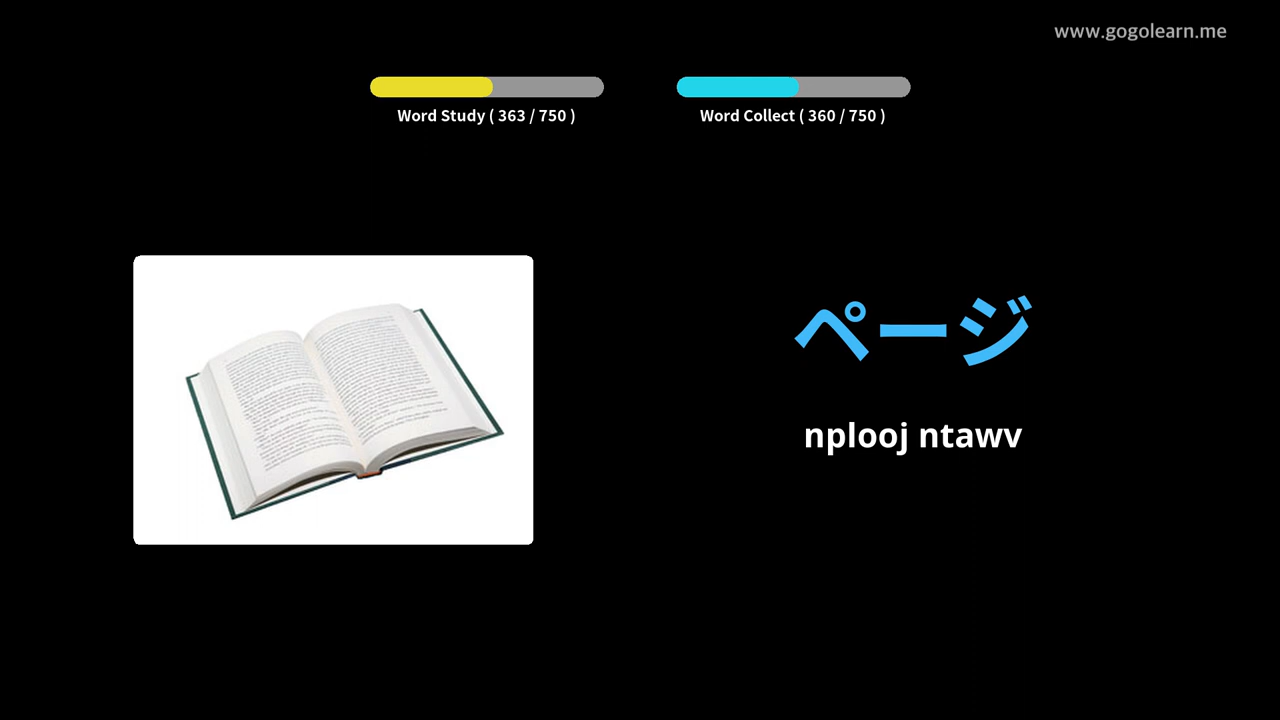 www.gogolearn.me
Word Study ( 363 / 750 )
Word Collect ( 360 / 750 )
ページ
nplooj ntawv